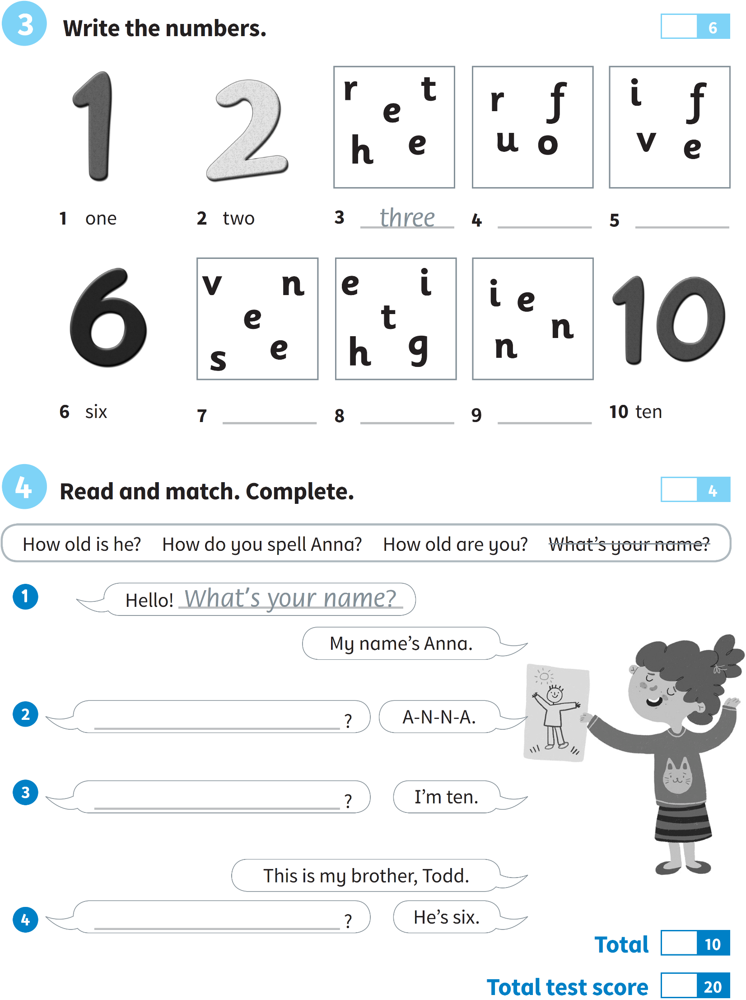 3 Write the numbers. 6
1 2
r t e h e
r f u o
i f v e
1 one 2 two 3 three 4 5
6
v n e e s
e i t h g
i e n n
10
6 six 7 8 9 10 ten
4 Read and match. Complete. 4
How old is he? How do you spell Anna? How old are you? What’s your name?
1 Hello! What’s your name?
My name’s Anna.
2 ? A-N-N-A.
3 ? I’m ten.
This is my brother, Todd.
4 ? He’s six.
Total 10
Total test score 20